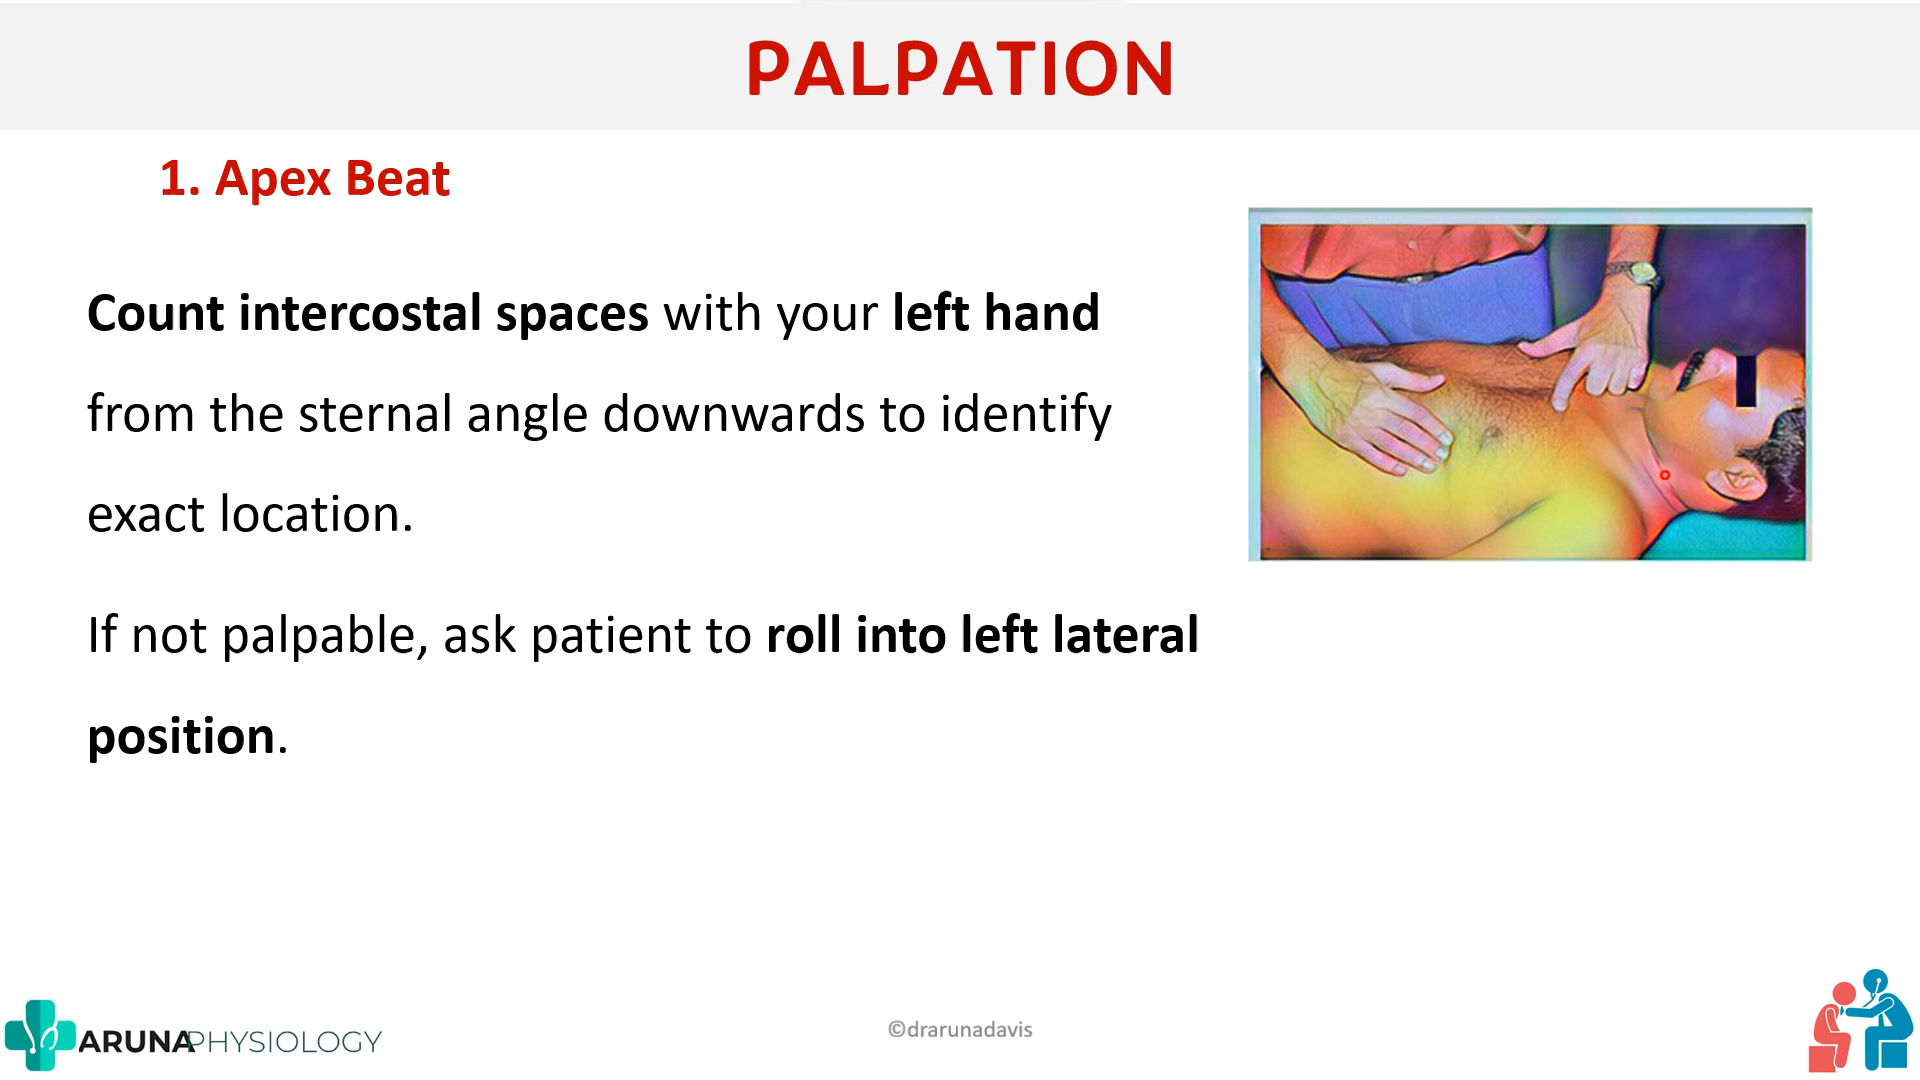 PALPATION
1. Apex Beat
Count intercostal spaces with your left hand
from the sternal angle downwards to identify
exact location.
If not palpable, ask patient to roll into left lateral
position.
ARUNAPHYSIOLOGY
©drarunadavis